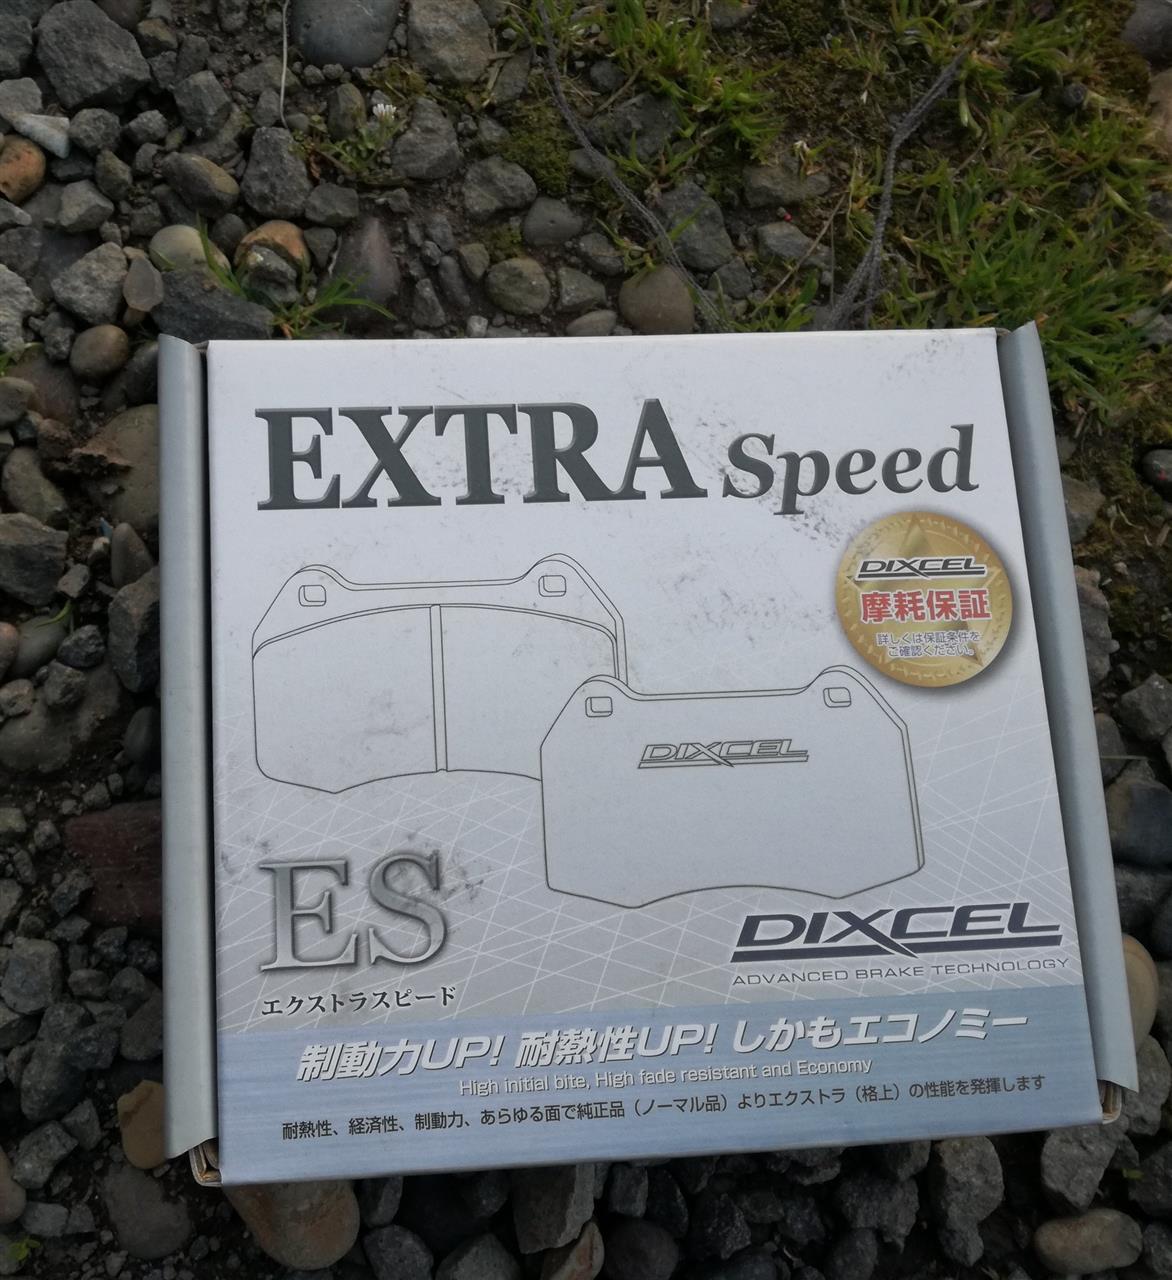 EXTRA Speed
DIXCEL
摩耗保証
詳しくは保証条件を
ご確認ください。
DIXCEL
ES
エクストラスピード
DIXCEL
ADVANCED BRAKE TECHNOLOGY
制動力UP! 耐熱性UP! しかもエコノミー
High initial bite, High fade resistant and Economy
耐熱性、経済性、制動力、あらゆる面で純正品（ノーマル品）よりエクストラ（格上）の性能を発揮します